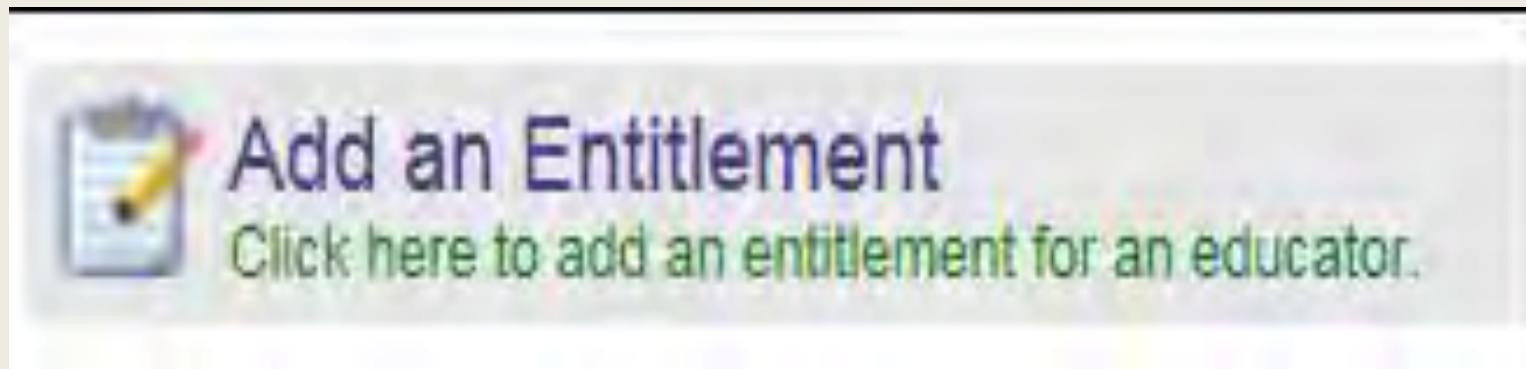 Add an Entitlement
Click here to add an entitlement for an educator.